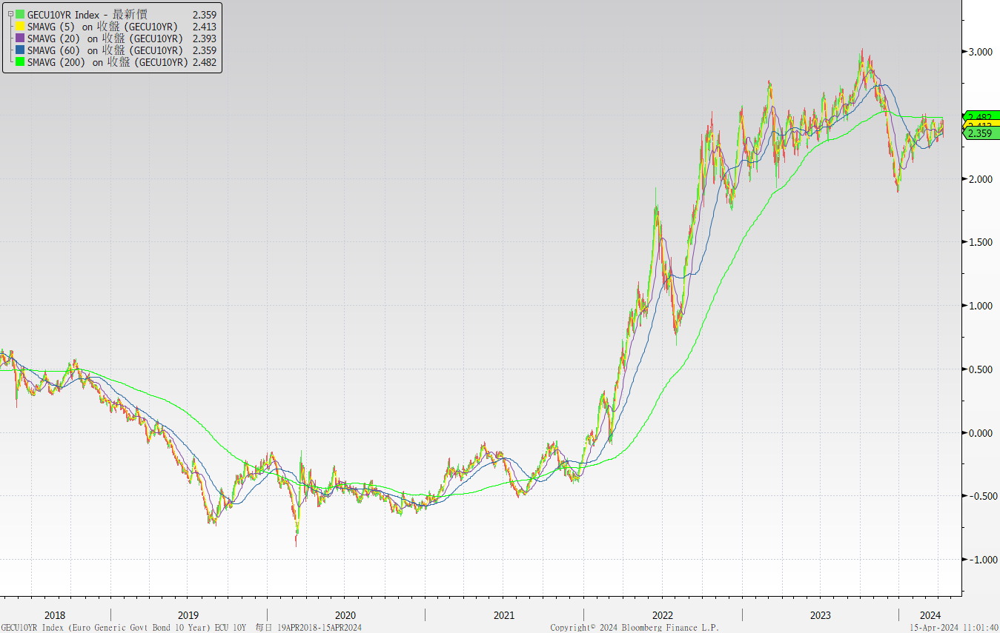 GECU10YR Index - 最新價 2.359
SMAVG (5) on 收盤 (GECU10YR) 2.413
SMAVG (20) on 收盤 (GECU10YR) 2.393
SMAVG (60) on 收盤 (GECU10YR) 2.359
SMAVG (200) on 收盤 (GECU10YR) 2.482
3.000
2.482
2.413
2.359
2.000
1.500
1.000
0.500
0.000
-0.500
-1.000
2018 2019 2020 2021 2022 2023 2024
GECU10YR Index (Euro Generic Govt Bond 10 Year) ECU 10Y 每日 19APR2018-15APR2024 Copyright© 2024 Bloomberg Finance L.P. 15-Apr-2024 11:01:40